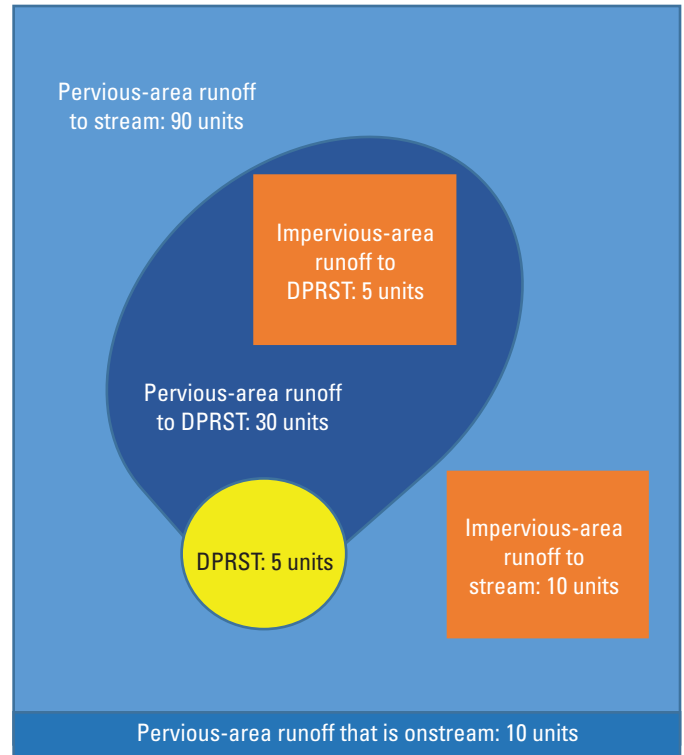 Pervious-area runoff
to stream: 90 units
Impervious-area
runoff to
DPRST: 5 units
Pervious-area runoff
to DPRST: 30 units
DPRST: 5 units
Impervious-area
runoff to
stream: 10 units
Pervious-area runoff that is onstream: 10 units